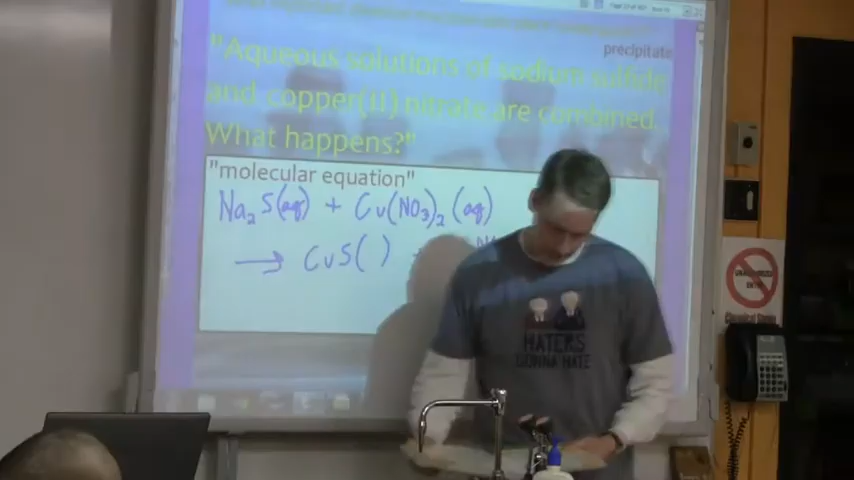 precipitate
"Aqueous solutions of sodium sulfide
and copper(II) nitrate are combined.
What happens?"
"molecular equation"
Na₂S(aq) + Cu(NO₃)₂(aq)
→ CuS( ) +
HATERS
GONNA HATE